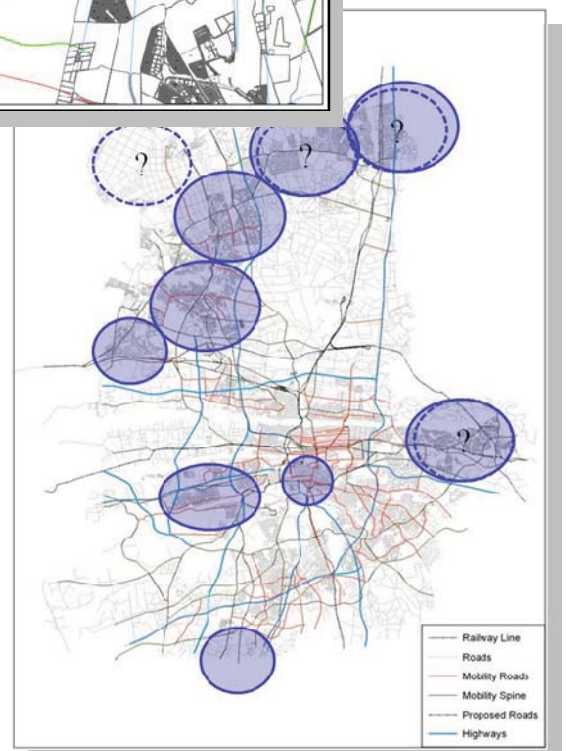 ?
?
?
?
Railway Line
Roads
Mobility Roads
Mobility Spine
Proposed Roads
Highways